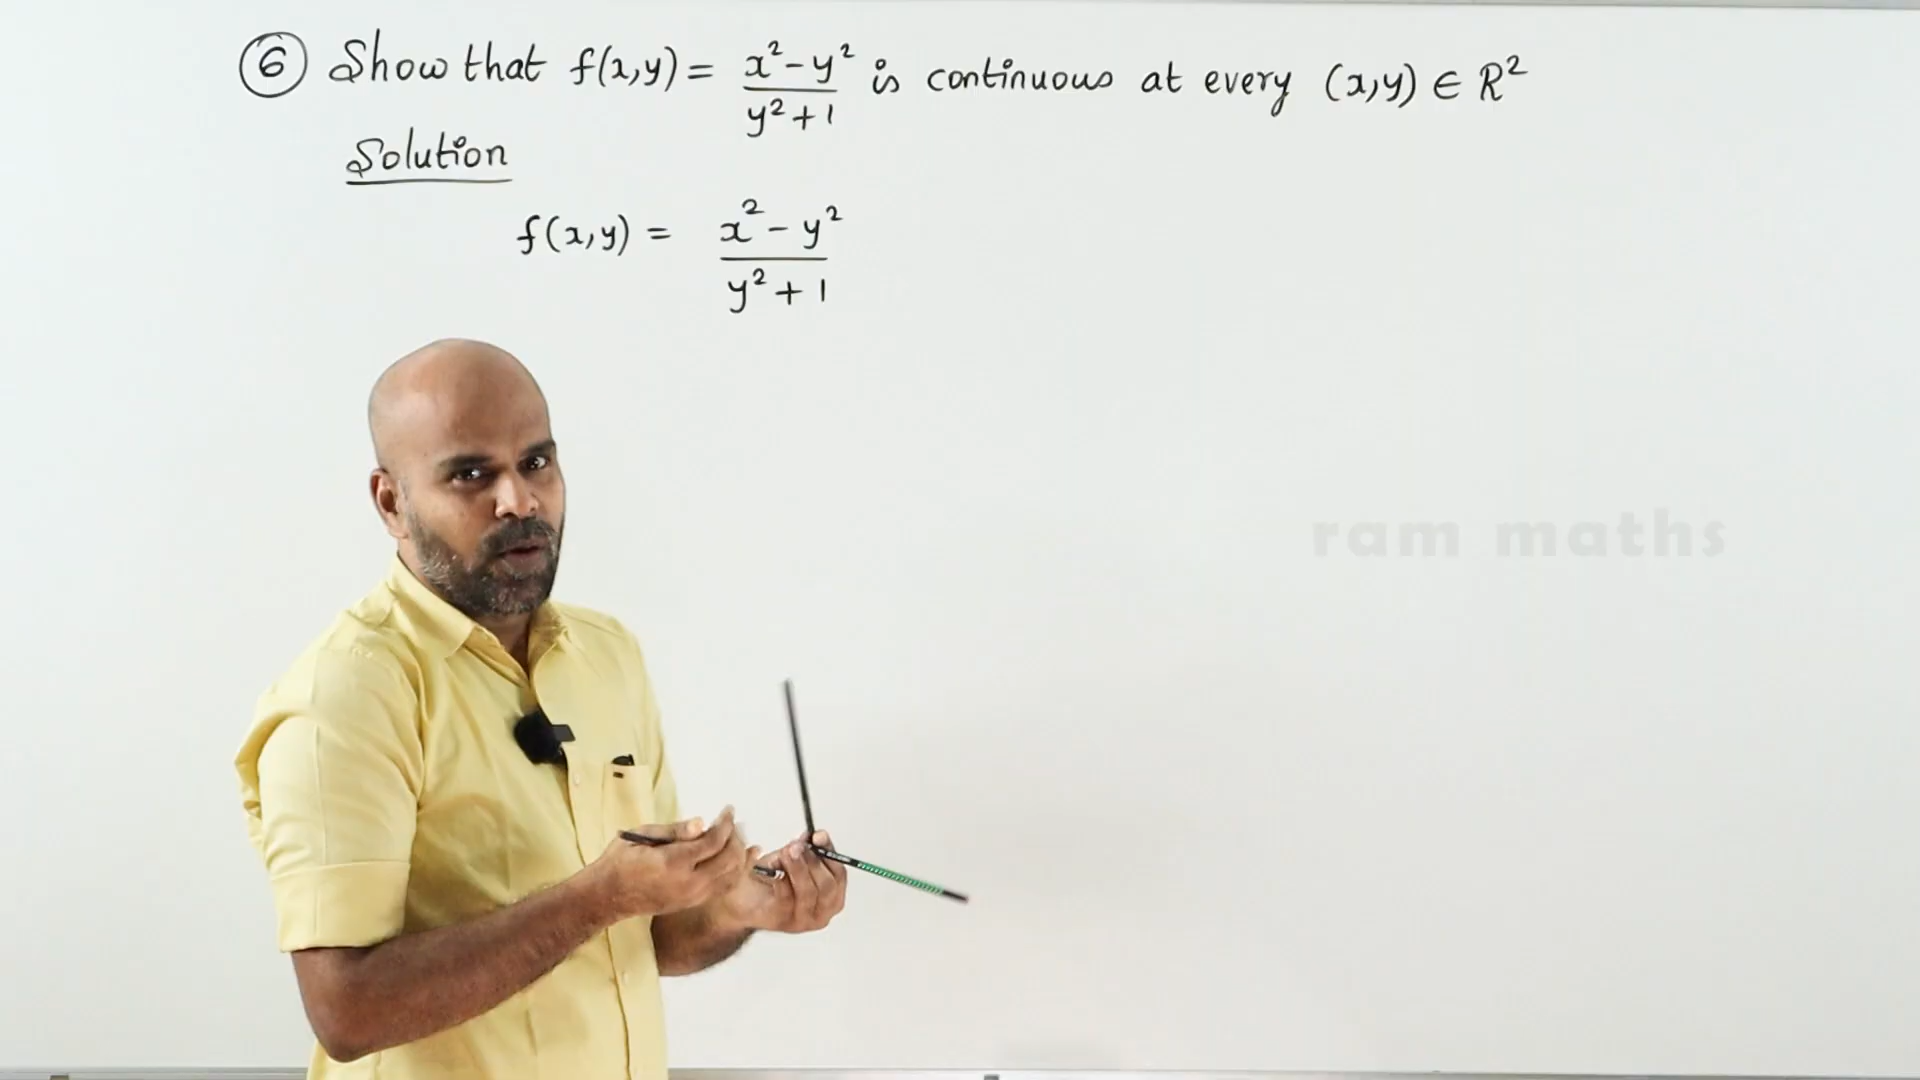 ⑥ Show that f(x,y) = (x² - y²)/(y² + 1) is continuous at every (x,y) ∈ R²
Solution
f(x,y) = (x² - y²)/(y² + 1)
ram maths